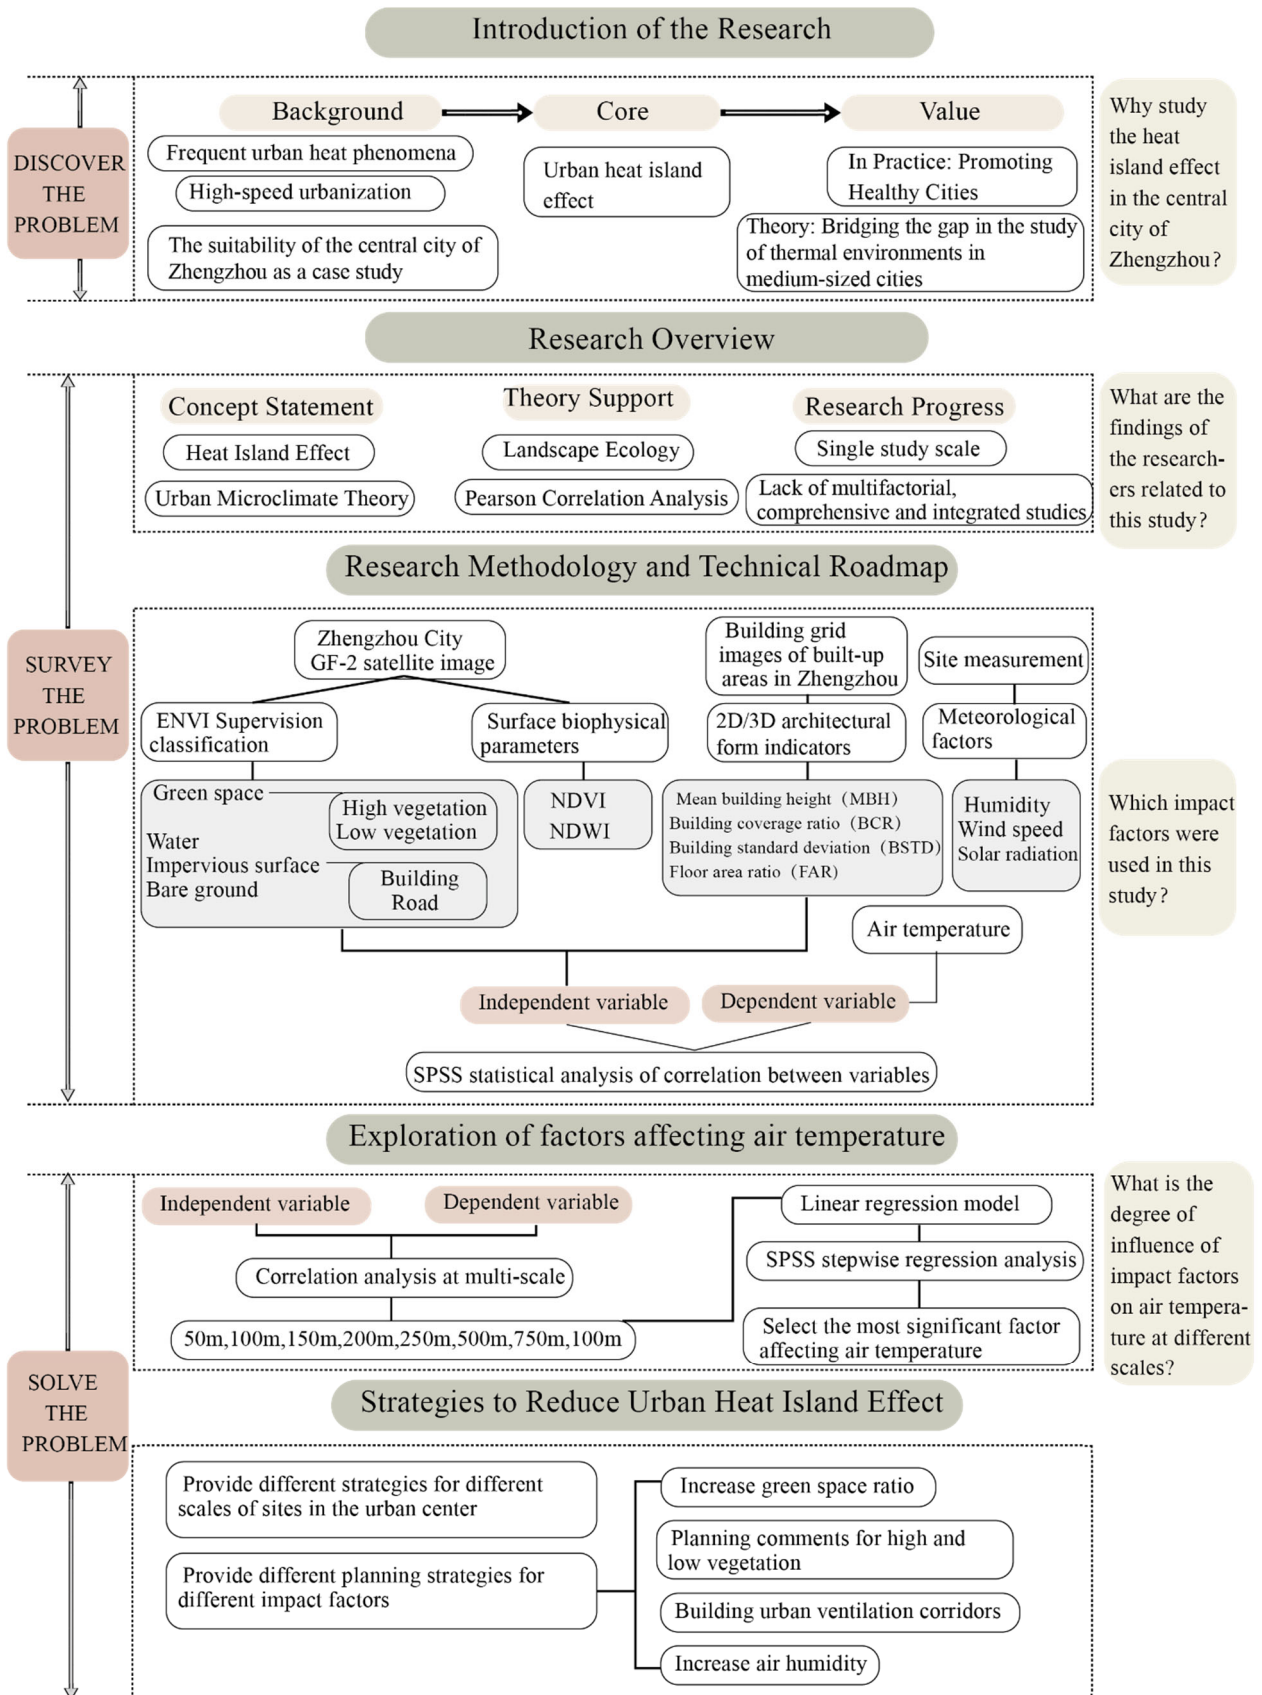 Introduction of the Research
DISCOVER
THE
PROBLEM
Background
Core
Value
Frequent urban heat phenomena
High-speed urbanization
The suitability of the central city of
Zhengzhou as a case study
Urban heat island
effect
In Practice: Promoting
Healthy Cities
Theory: Bridging the gap in the study
of thermal environments in
medium-sized cities
Why study
the heat
island effect
in the central
city of
Zhengzhou?
Research Overview
Concept Statement
Heat Island Effect
Urban Microclimate Theory
Theory Support
Landscape Ecology
Pearson Correlation Analysis
Research Progress
Single study scale
Lack of multifactorial,
comprehensive and integrated studies
What are the
findings of
the research-
ers related to
this study?
SURVEY
THE
PROBLEM
Research Methodology and Technical Roadmap
Zhengzhou City
GF-2 satellite image
ENVI Supervision
classification
Surface biophysical
parameters
Green space
High vegetation
Low vegetation
Water
Impervious surface
Bare ground
Building
Road
NDVI
NDWI
Building grid
images of built-up
areas in Zhengzhou
2D/3D architectural
form indicators
Mean building height (MBH)
Building coverage ratio (BCR)
Building standard deviation (BSTD)
Floor area ratio (FAR)
Site measurement
Meteorological
factors
Humidity
Wind speed
Solar radiation
Air temperature
Independent variable
Dependent variable
SPSS statistical analysis of correlation between variables
Which impact
factors were
used in this
study?
Exploration of factors affecting air temperature
Independent variable
Dependent variable
Correlation analysis at multi-scale
50m,100m,150m,200m,250m,500m,750m,100m
Linear regression model
SPSS stepwise regression analysis
Select the most significant factor
affecting air temperature
What is the
degree of
influence of
impact factors
on air tempera-
ture at different
scales?
SOLVE
THE
PROBLEM
Strategies to Reduce Urban Heat Island Effect
Provide different strategies for different
scales of sites in the urban center
Provide different planning strategies for
different impact factors
Increase green space ratio
Planning comments for high and
low vegetation
Building urban ventilation corridors
Increase air humidity